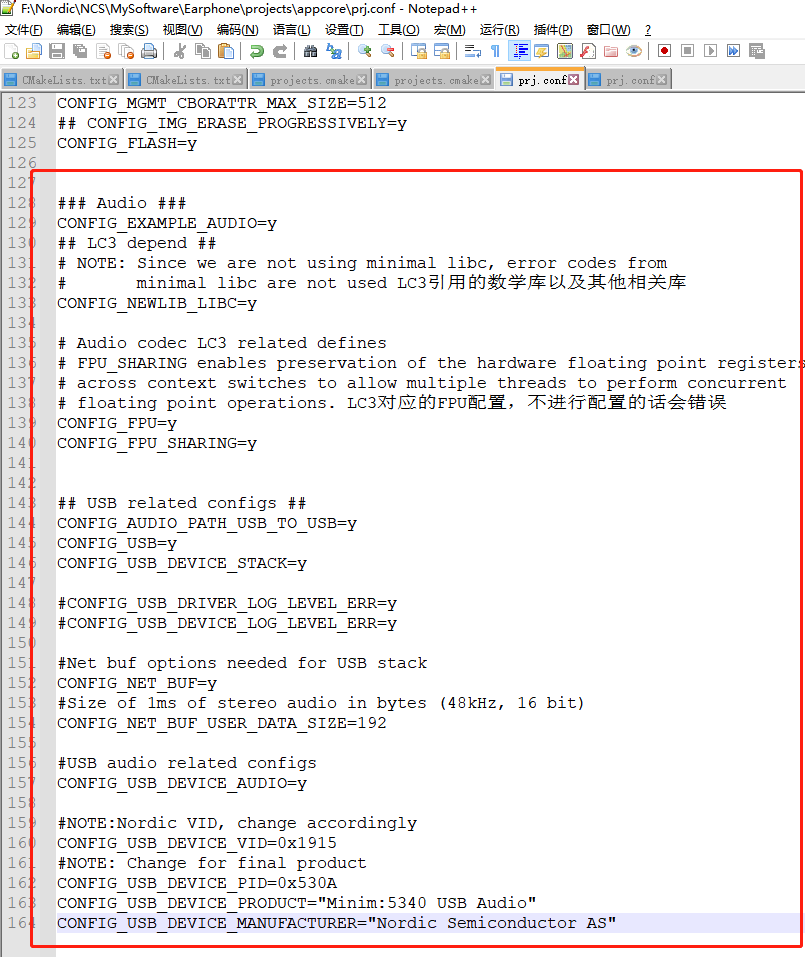 F:\Nordic\NCS\MySoftware\Earphone\projects\appcore\prj.conf - Notepad++
文件(F) 编辑(E) 搜索(S) 视图(V) 编码(N) 语言(L) 设置(T) 工具(O) 宏(M) 运行(R) 插件(P) 窗口(W) ?
CMakeLists.txt CMakeLists.txt projects.cmake projects.cmake prj.conf prj.conf
123 CONFIG_MGMT_CBORATTR_MAX_SIZE=512
124 ## CONFIG_IMG_ERASE_PROGRESSIVELY=y
125 CONFIG_FLASH=y
126
127
128 ### Audio ###
129 CONFIG_EXAMPLE_AUDIO=y
130 ## LC3 depend ##
131 # NOTE: Since we are not using minimal libc, error codes from
132 #       minimal libc are not used LC3引用的数学库以及其他相关库
133 CONFIG_NEWLIB_LIBC=y
134
135 # Audio codec LC3 related defines
136 # FPU_SHARING enables preservation of the hardware floating point registers
137 # across context switches to allow multiple threads to perform concurrent
138 # floating point operations. LC3对应的FPU配置，不进行配置的话会错误
139 CONFIG_FPU=y
140 CONFIG_FPU_SHARING=y
141
142
143 ## USB related configs ##
144 CONFIG_AUDIO_PATH_USB_TO_USB=y
145 CONFIG_USB=y
146 CONFIG_USB_DEVICE_STACK=y
147
148 #CONFIG_USB_DRIVER_LOG_LEVEL_ERR=y
149 #CONFIG_USB_DEVICE_LOG_LEVEL_ERR=y
150
151 #Net buf options needed for USB stack
152 CONFIG_NET_BUF=y
153 #Size of 1ms of stereo audio in bytes (48kHz, 16 bit)
154 CONFIG_NET_BUF_USER_DATA_SIZE=192
155
156 #USB audio related configs
157 CONFIG_USB_DEVICE_AUDIO=y
158
159 #NOTE:Nordic VID, change accordingly
160 CONFIG_USB_DEVICE_VID=0x1915
161 #NOTE: Change for final product
162 CONFIG_USB_DEVICE_PID=0x530A
163 CONFIG_USB_DEVICE_PRODUCT="Minim:5340 USB Audio"
164 CONFIG_USB_DEVICE_MANUFACTURER="Nordic Semiconductor AS"